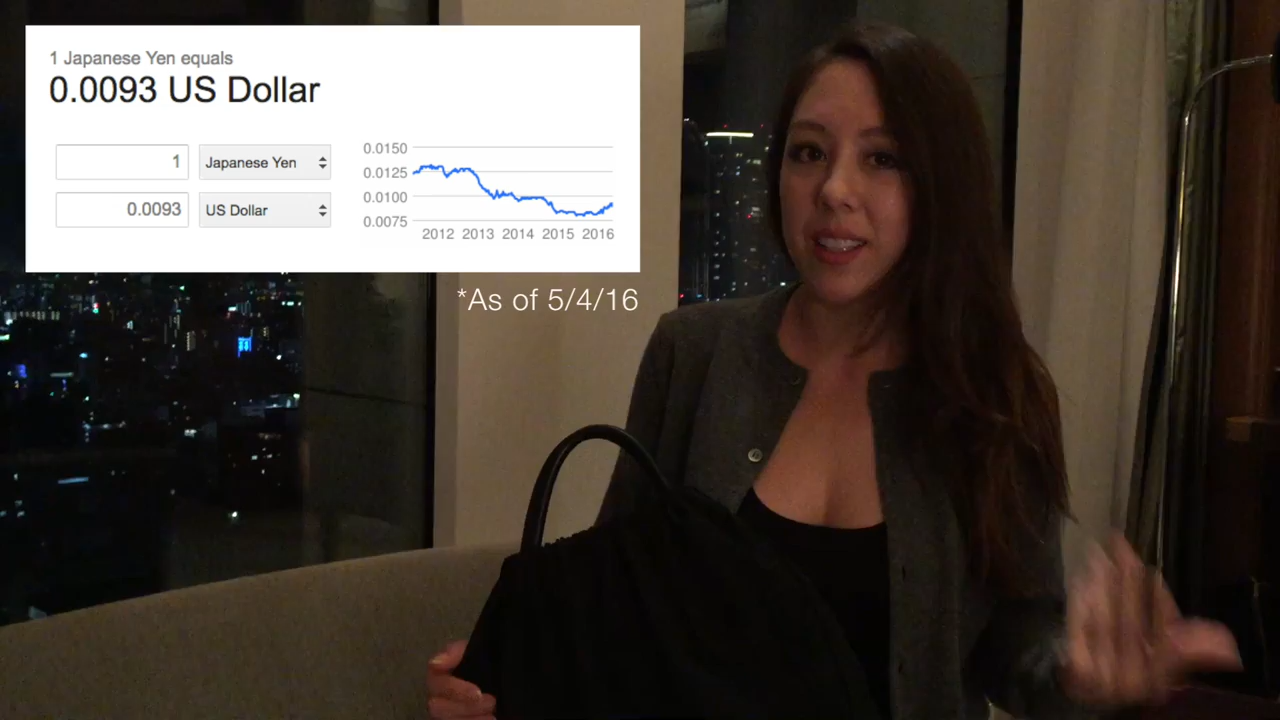 1 Japanese Yen equals
0.0093 US Dollar
1 Japanese Yen
0.0093 US Dollar
0.0150
0.0125
0.0100
0.0075
2012 2013 2014 2015 2016
*As of 5/4/16